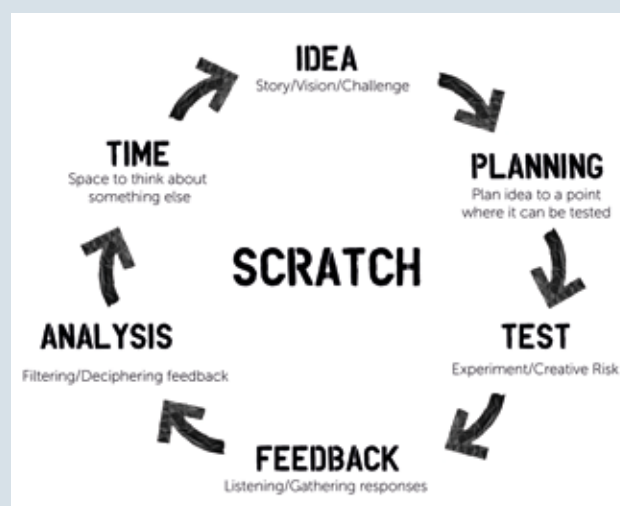 IDEA
Story/Vision/Challenge
PLANNING
Plan idea to a point
where it can be tested
TEST
Experiment/Creative Risk
FEEDBACK
Listening/Gathering responses
ANALYSIS
Filtering/Deciphering feedback
TIME
Space to think about
something else
SCRATCH